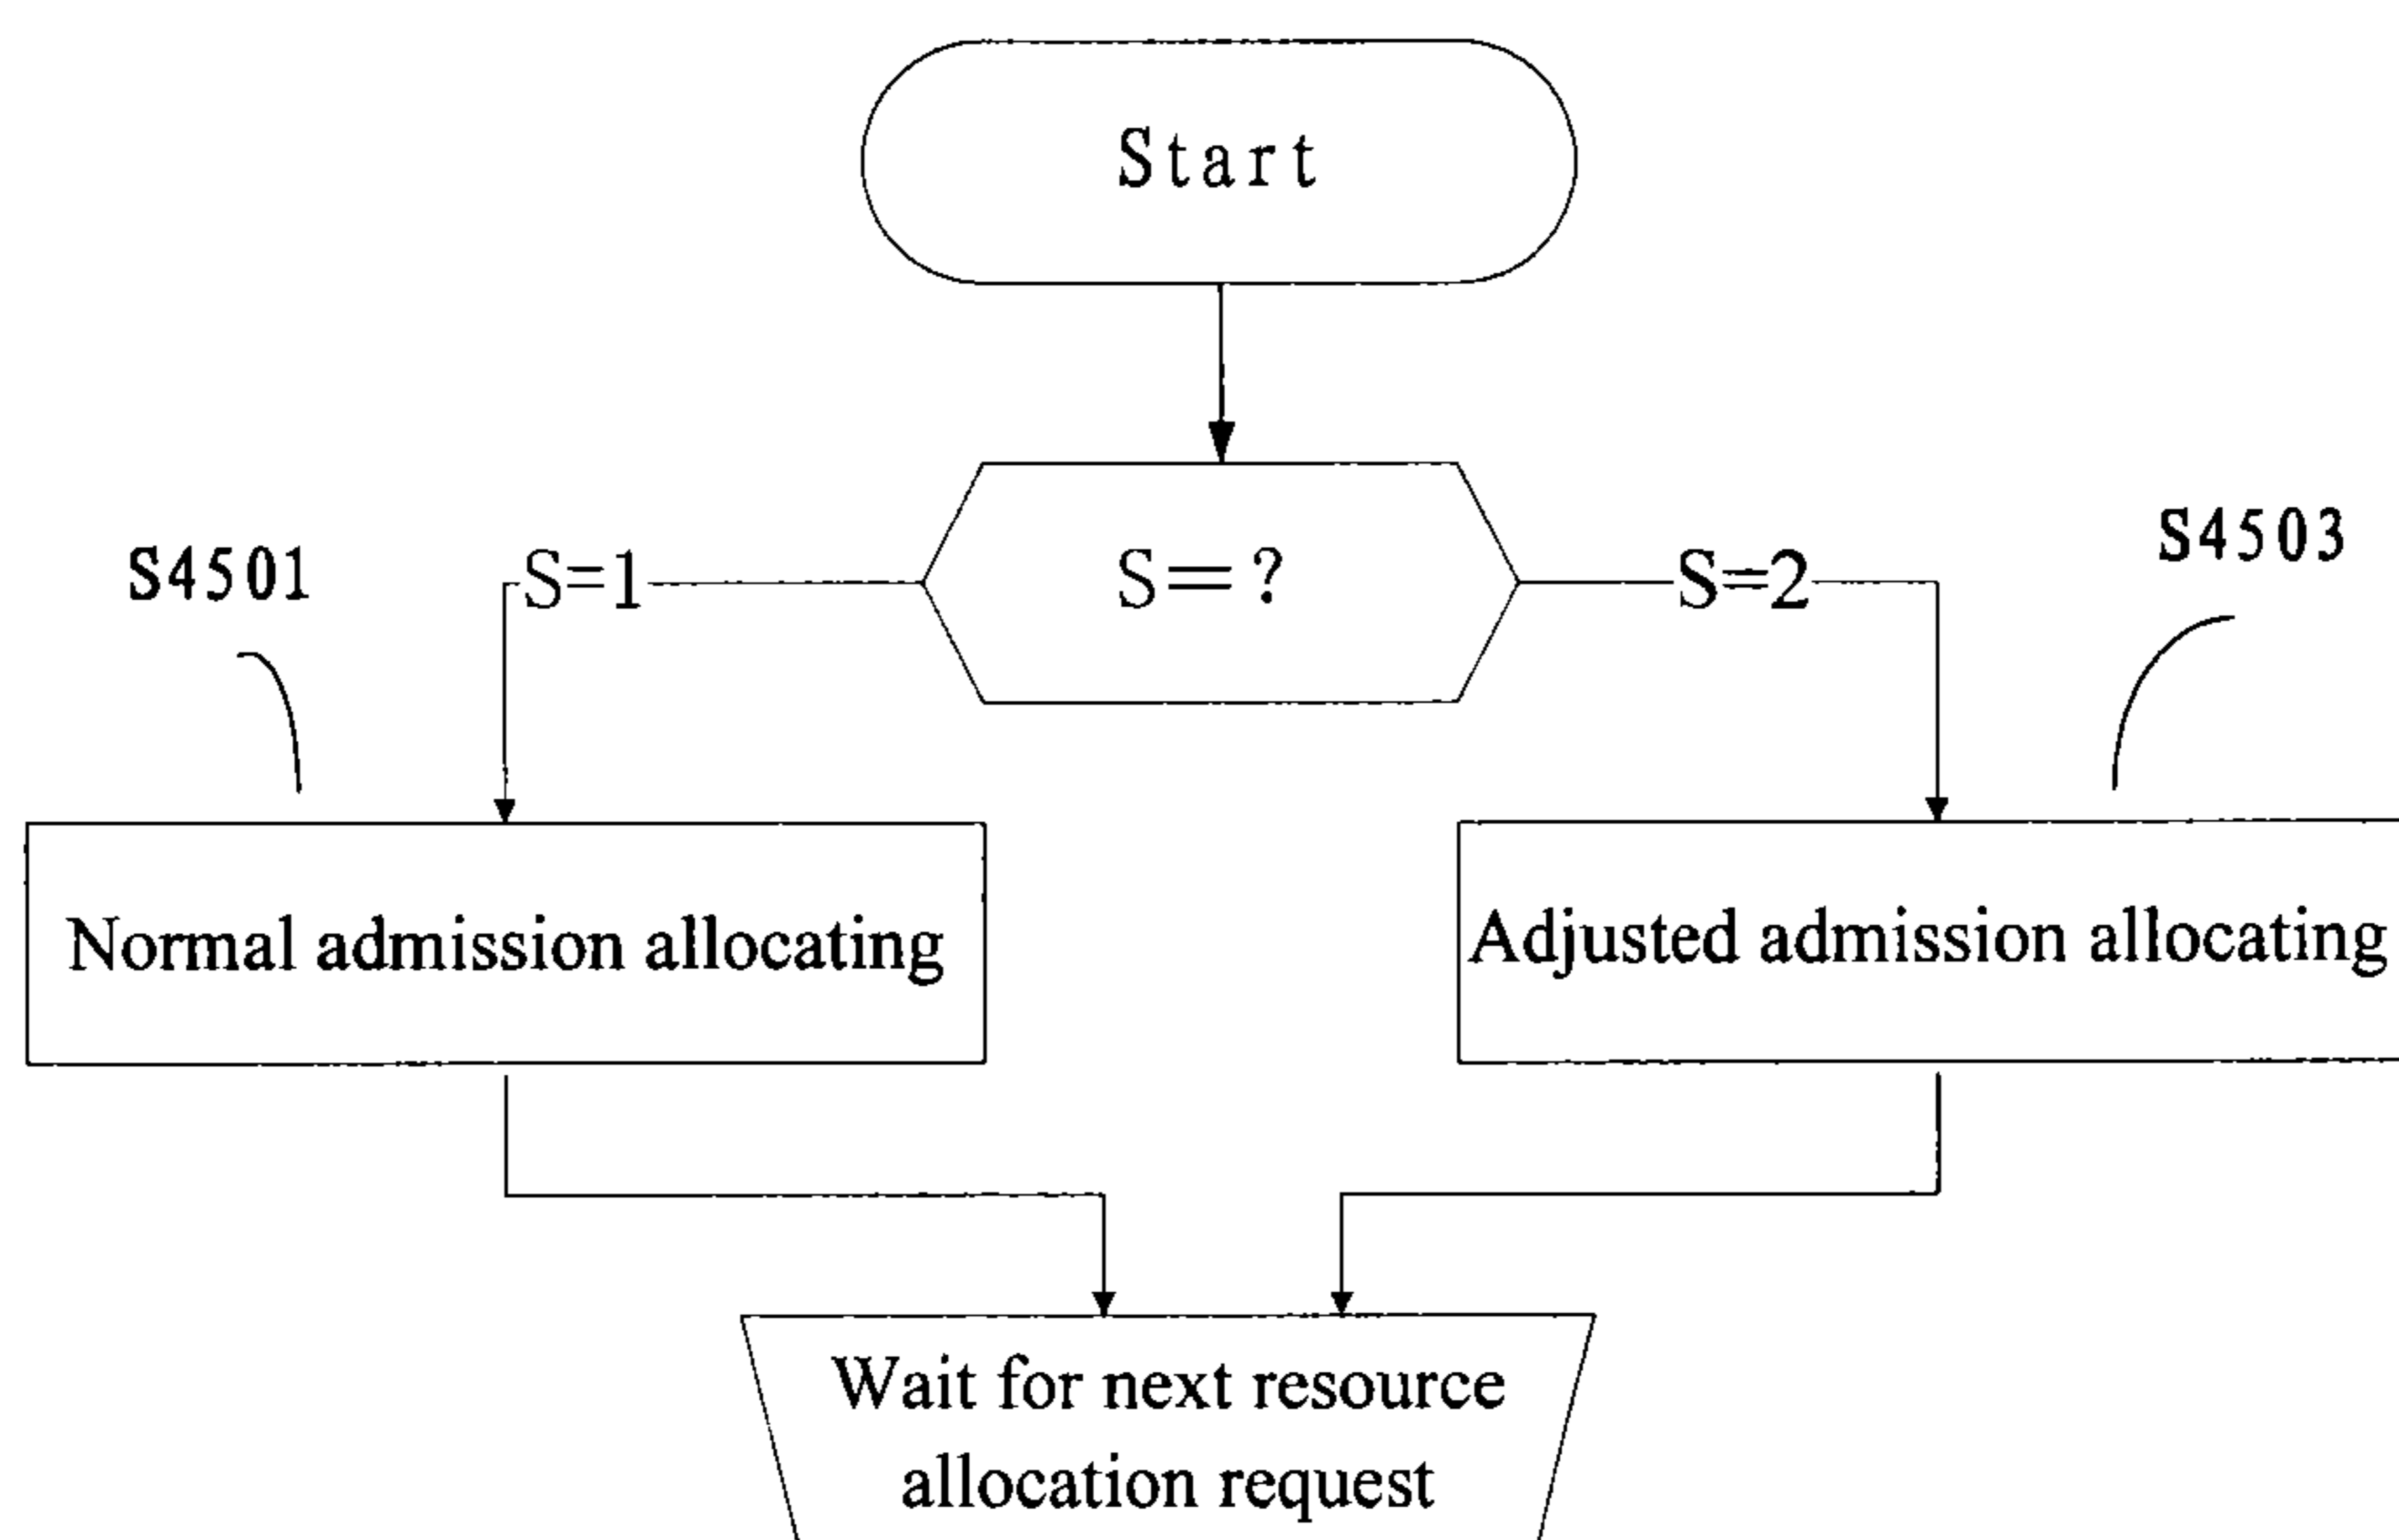 Start
S4501
S=1
S=?
S=2
S4503
Normal admission allocating
Adjusted admission allocating
Wait for next resource
allocation request